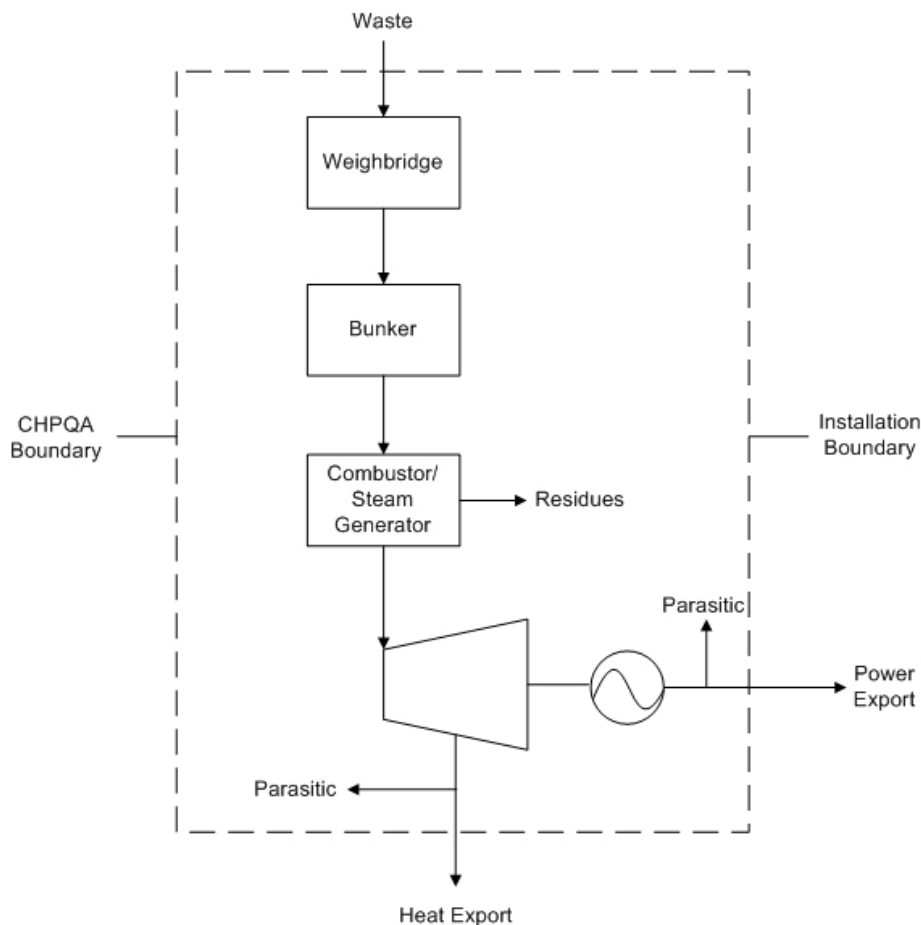 Waste
Weighbridge
Bunker
CHPQA
Boundary
Installation
Boundary
Combustor/
Steam
Generator
Residues
Parasitic
Power
Export
Parasitic
Heat Export